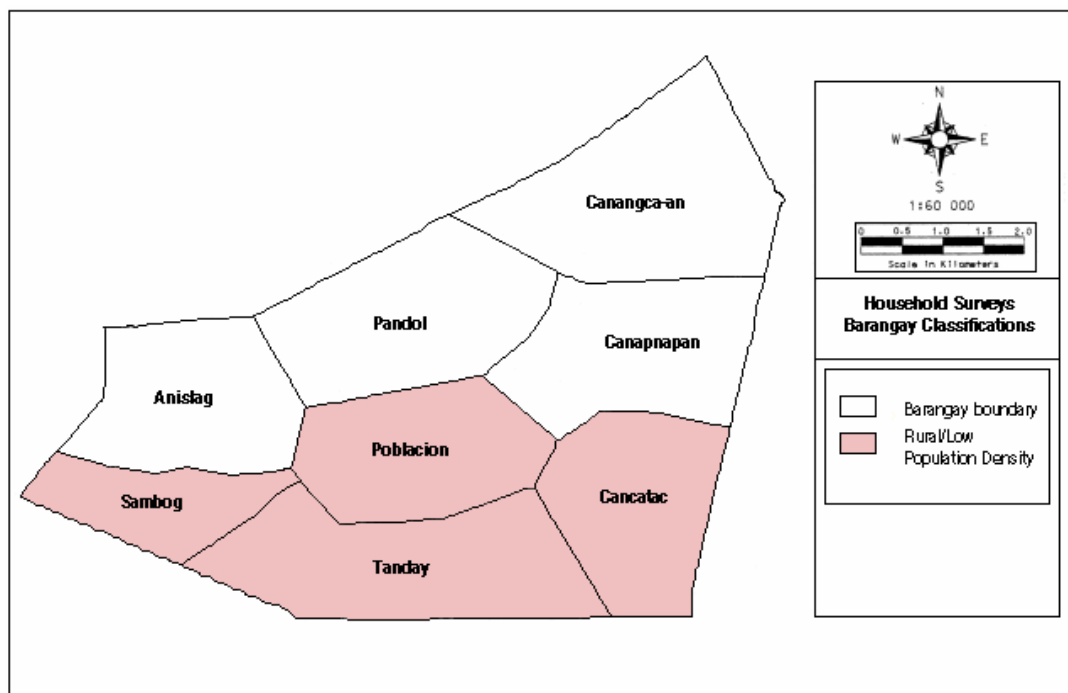 Canangca-an
Pandol
Canapnapan
Anislag
Poblacion
Sambog
Cancatac
Tanday
N
W E
S
1:60 000
0 0.5 1.0 1.5 2.0
Scale In Kilometers
Household Surveys
Barangay Classifications
Barangay boundary
Rural/Low
Population Density